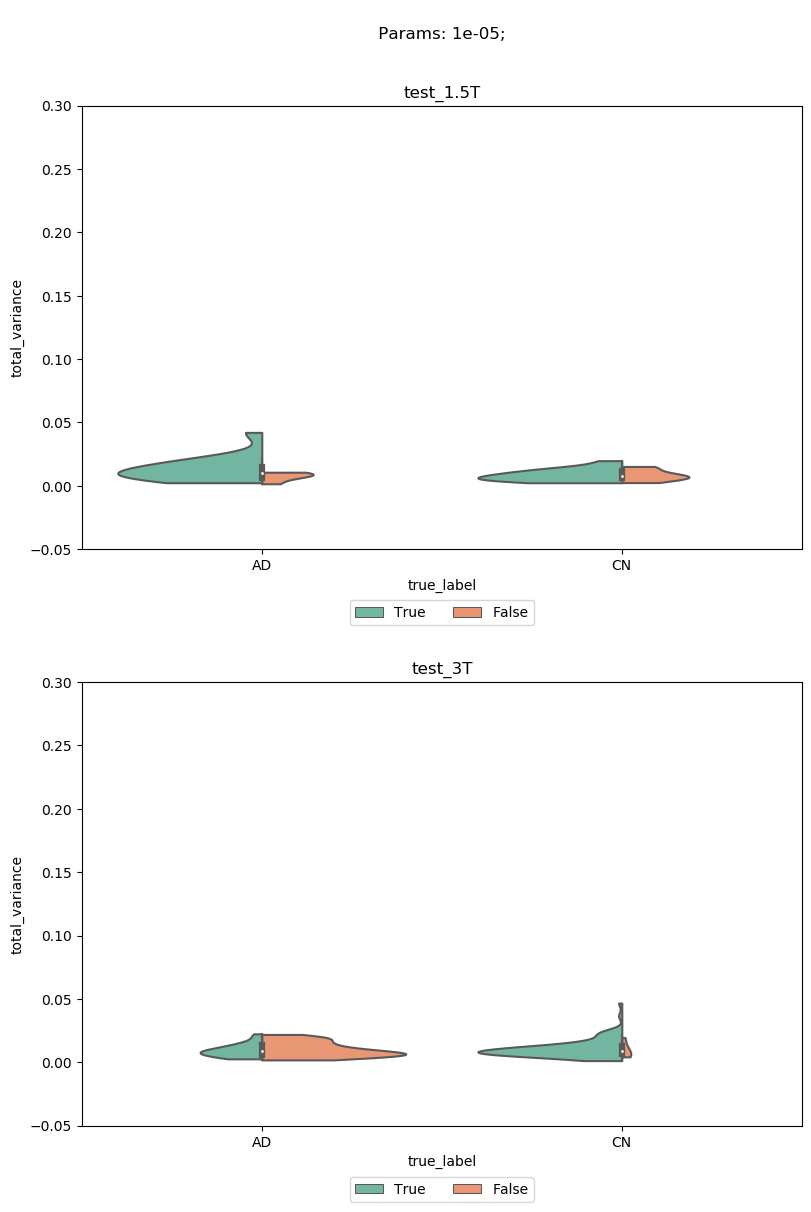 Params: 1e-05;
test_1.5T
0.30
0.25
0.20
0.15
0.10
0.05
0.00
−0.05
total_variance
AD CN
true_label
True False
test_3T
0.30
0.25
0.20
0.15
0.10
0.05
0.00
−0.05
total_variance
AD CN
true_label
True False